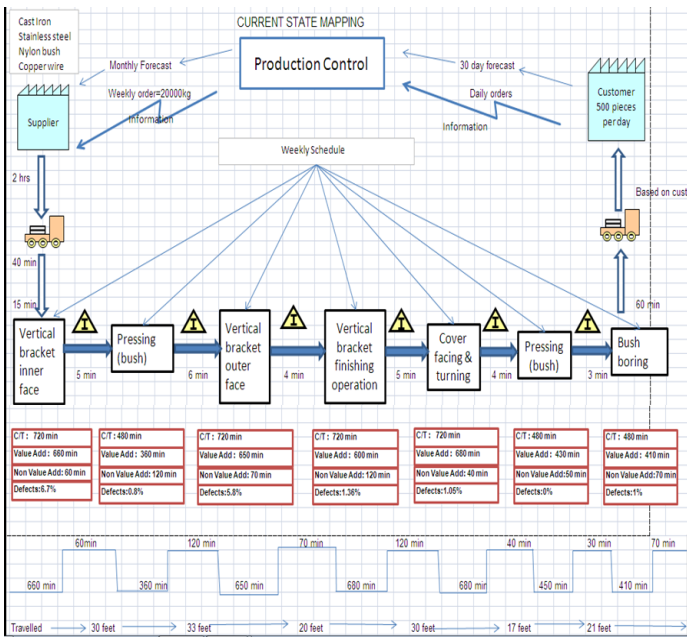 Cast Iron
Stainless steel
Nylon bush
Copper wire
CURRENT STATE MAPPING
Monthly Forecast
Production Control
30 day forecast
Weekly order=20000kg
Information
Daily orders
Information
Supplier
Customer
500 pieces
per day
Weekly Schedule
2 hrs
Based on cust
40 min
15 min
60 min
I
I
I
I
I
I
Vertical
bracket
inner
face
Pressing
(bush)
Vertical
bracket
outer
face
Vertical
bracket
finishing
operation
Cover
facing &
turning
Pressing
(bush)
Bush
boring
5 min
6 min
4 min
5 min
4 min
3 min
C/T : 720 min
Value Add : 660 min
Non Value Add: 60 min
Defects:6.7%
C/T : 480 min
Value Add : 360 min
Non Value Add: 120 min
Defects:0.8%
C/T : 720 min
Value Add : 650 min
Non Value Add: 70 min
Defects:5.8%
C/T : 720 min
Value Add : 600 min
Non Value Add: 120 min
Defects:1.36%
C/T : 720 min
Value Add : 680 min
Non Value Add: 40 min
Defects:1.05%
C/T: 480 min
Value Add : 430 min
Non Value Add:50 min
Defects:0%
C/T: 480 min
Value Add : 410 min
Non Value Add:70 min
Defects:1%
60min
120 min
70 min
120 min
40 min
30 min
70 min
660 min
360 min
650 min
680 min
680 min
450 min
410 min
Travelled
30 feet
33 feet
20 feet
30 feet
17 feet
21 feet